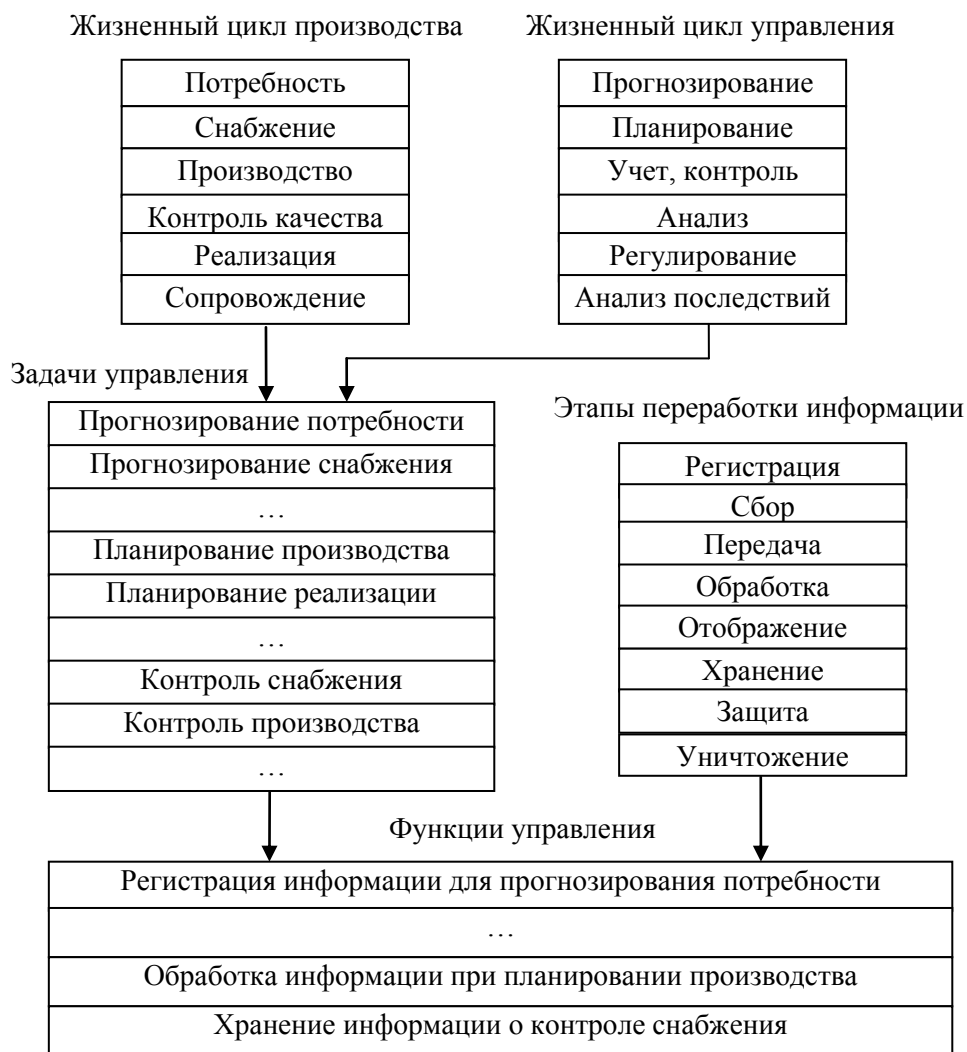 Жизненный цикл производства
Потребность
Снабжение
Производство
Контроль качества
Реализация
Сопровождение
Жизненный цикл управления
Прогнозирование
Планирование
Учет, контроль
Анализ
Регулирование
Анализ последствий
Задачи управления
Прогнозирование потребности
Прогнозирование снабжения
…
Планирование производства
Планирование реализации
…
Контроль снабжения
Контроль производства
…
Этапы переработки информации
Регистрация
Сбор
Передача
Обработка
Отображение
Хранение
Защита
Уничтожение
Функции управления
Регистрация информации для прогнозирования потребности
…
Обработка информации при планировании производства
Хранение информации о контроле снабжения